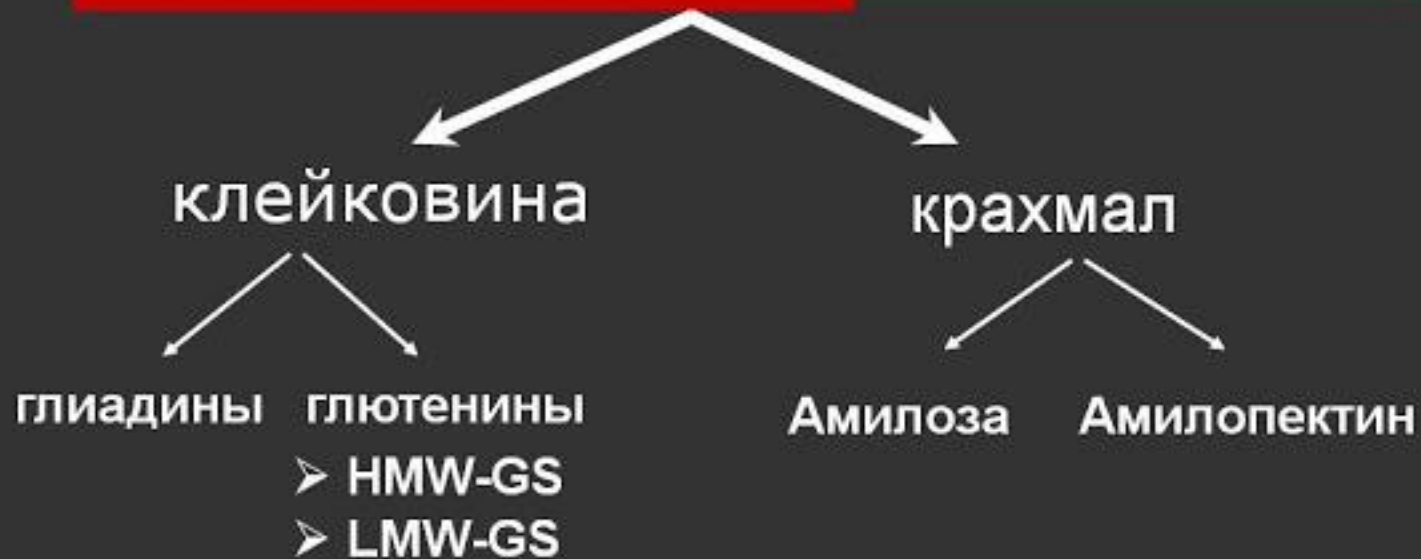 клейковина крахмал
глиадины глютенины Амилоза Амилопектин
➢ HMW-GS
➢ LMW-GS